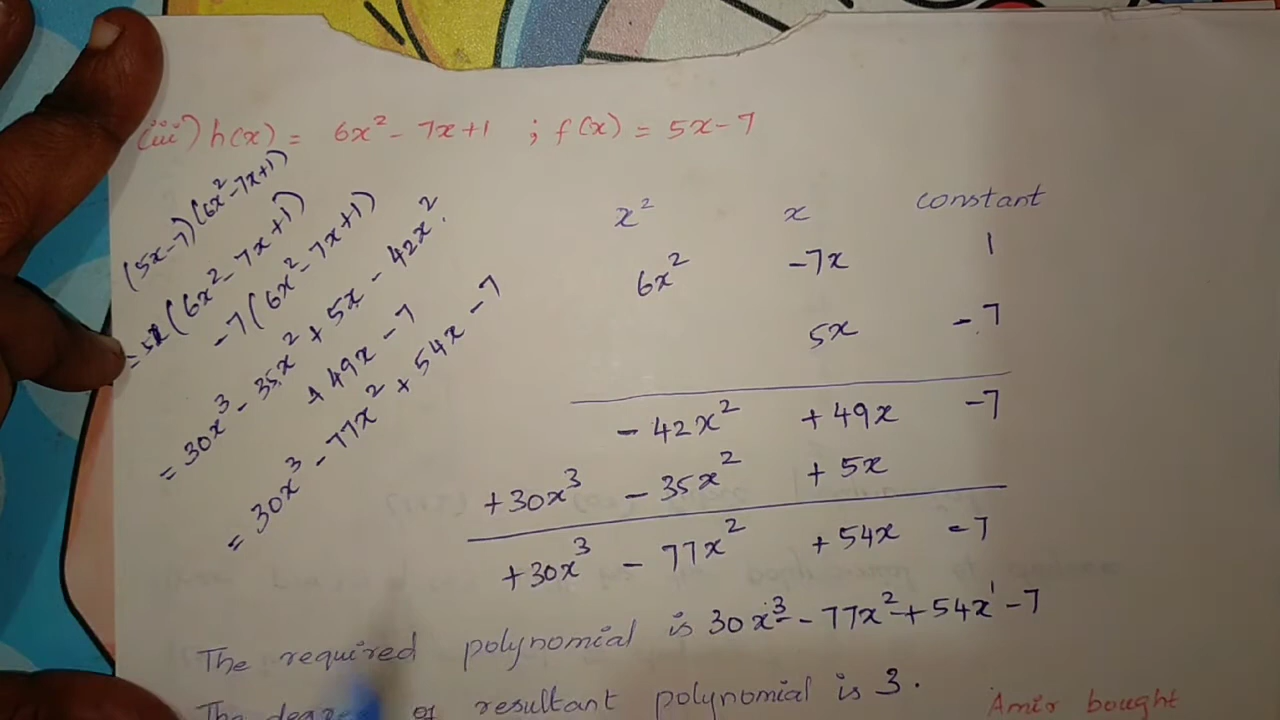 (iii) h(x) = 6x² - 7x+1 ; f(x) = 5x-7
(5x-7)(6x²-7x+1)
= 5x(6x²-7x+1)
-7(6x²-7x+1)
= 30x³ - 35x² + 5x - 42x²
+ 49x - 7
= 30x³ - 77x² + 54x - 7
x² x constant
6x² -7x 1
5x -7
- 42x² + 49x -7
+30x³ - 35x² + 5x
+30x³ - 77x² + 54x -7
The required polynomial is 30x³ - 77x² + 54x¹ - 7
The degree of resultant polynomial is 3.
Amir bought